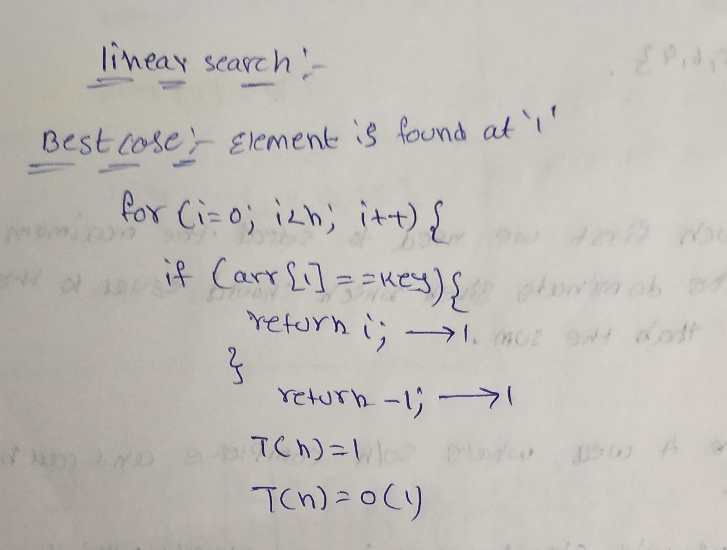 linear search :-
Best case :- Element is found at '1'
for (i=0; i<n; i++) {
if (arr[i] == key) {
return i; → 1.
}
return -1; → 1
T(n) = 1
T(n) = O(1)